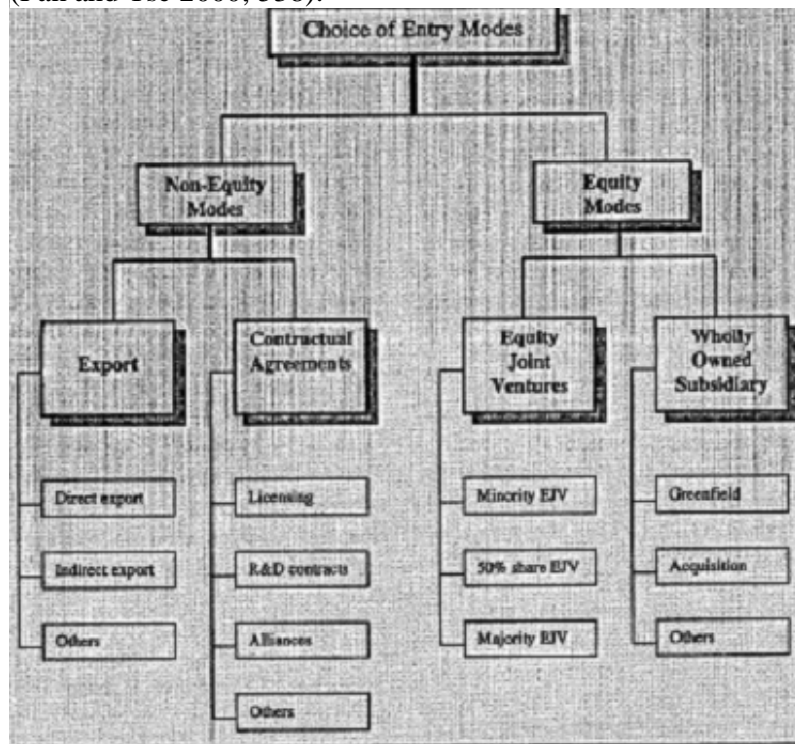 Choice of Entry Modes
Non-Equity
Modes
Equity
Modes
Export
Contractual
Agreements
Equity
Joint
Ventures
Wholly
Owned
Subsidiary
Direct export
Indirect export
Others
Licensing
R&D contracts
Alliances
Others
Minority EJV
50% share EJV
Majority EJV
Greenfield
Acquisition
Others